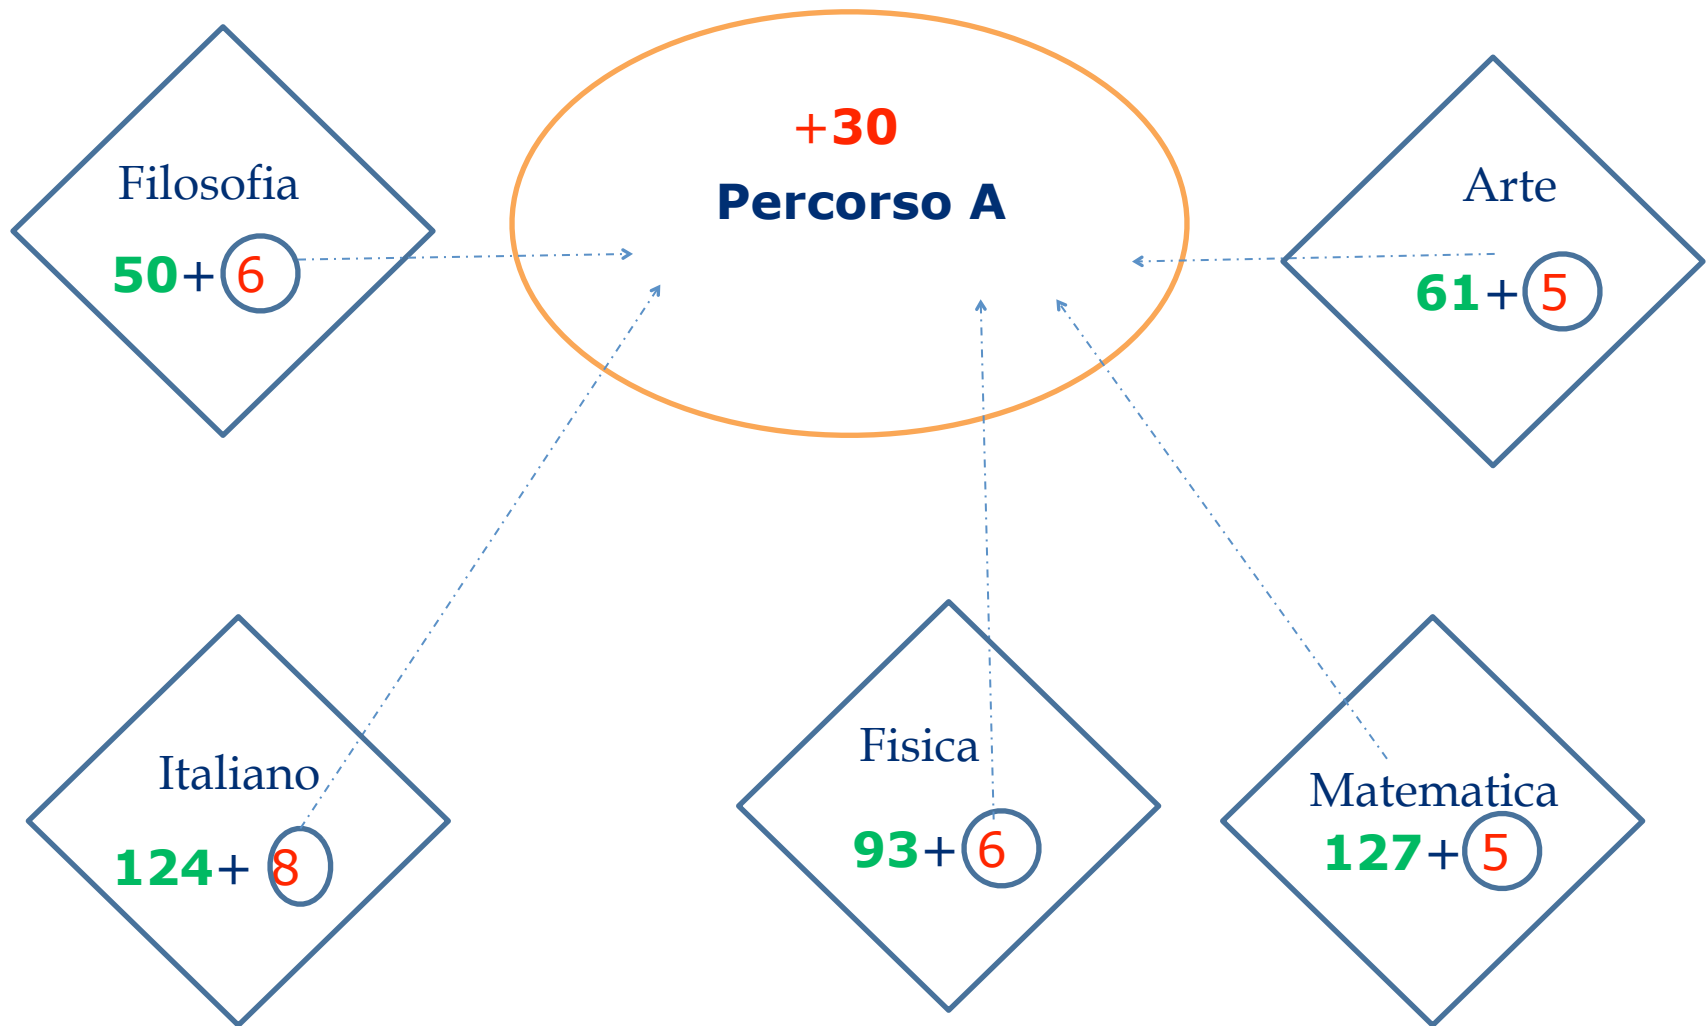 +30
Percorso A
Filosofia
50+ 6
Arte
61+ 5
Italiano
124+ 8
Fisica
93+ 6
Matematica
127+ 5